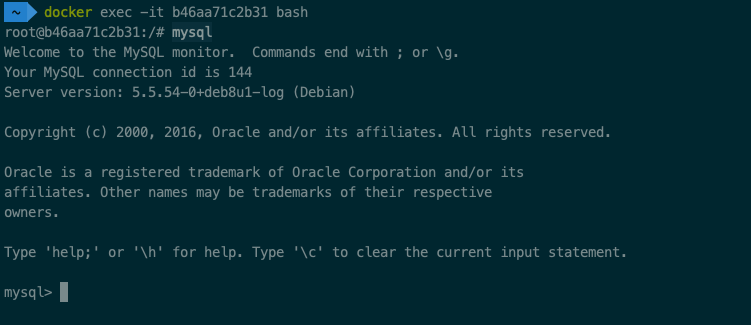 ~ docker exec -it b46aa71c2b31 bash
root@b46aa71c2b31:/# mysql
Welcome to the MySQL monitor.  Commands end with ; or \g.
Your MySQL connection id is 144
Server version: 5.5.54-0+deb8u1-log (Debian)

Copyright (c) 2000, 2016, Oracle and/or its affiliates. All rights reserved.

Oracle is a registered trademark of Oracle Corporation and/or its
affiliates. Other names may be trademarks of their respective
owners.

Type 'help;' or '\h' for help. Type '\c' to clear the current input statement.

mysql>